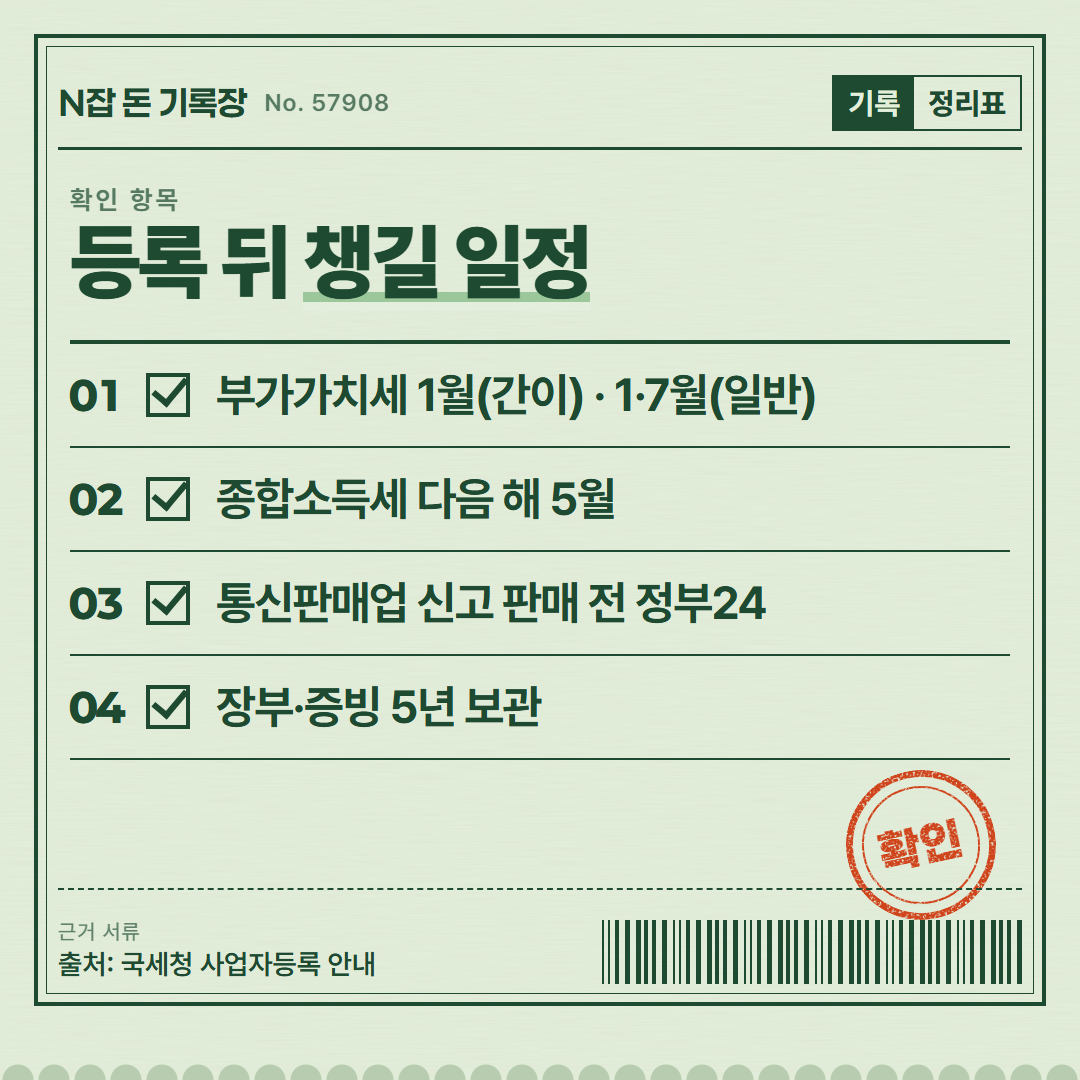 N잡 돈 기록장 No. 57908
기록 정리표
확인 항목
등록 뒤 챙길 일정
01 부가가치세 1월(간이) · 1·7월(일반)
02 종합소득세 다음 해 5월
03 통신판매업 신고 판매 전 정부24
04 장부·증빙 5년 보관
확인
근거 서류
출처: 국세청 사업자등록 안내